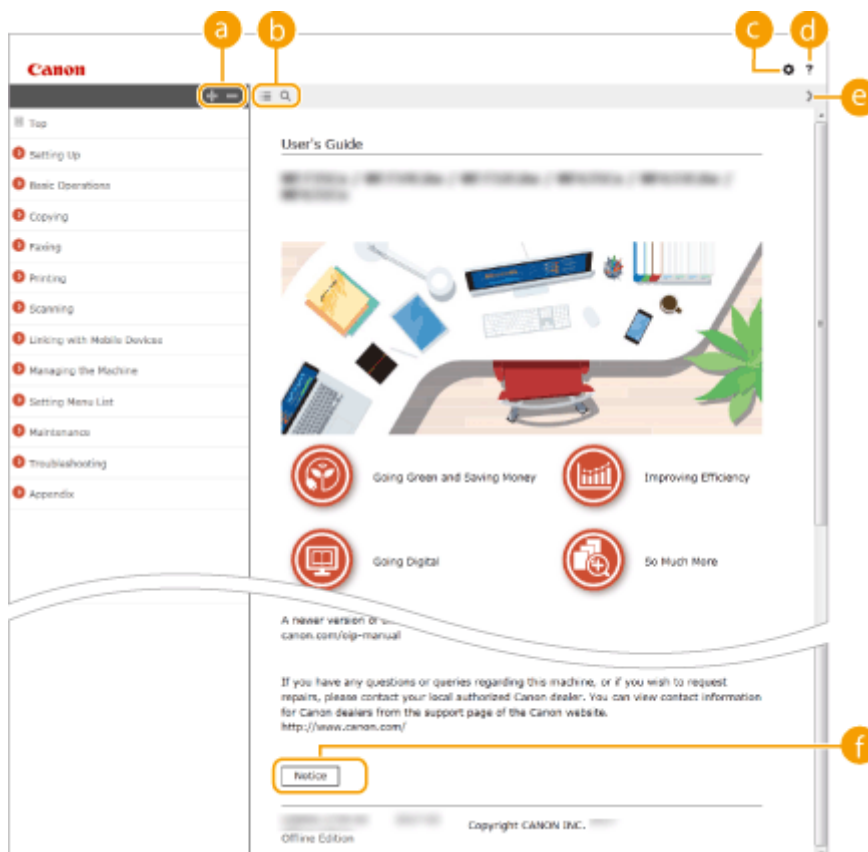 a
b
c
d
Canon
?
e
Top
Setting Up
Basic Operations
Copying
Faxing
Printing
Scanning
Linking with Mobile Devices
Managing the Machine
Setting Menu List
Maintenance
Troubleshooting
Appendix
User's Guide
Going Green and Saving Money
Improving Efficiency
Going Digital
So Much More
A newer version
canon.com/oip-manual
If you have any questions or queries regarding this machine, or if you wish to request
repairs, please contact your local authorized Canon dealer. You can view contact information
for Canon dealers from the support page of the Canon website.
http://www.canon.com/
f
Notice
Copyright CANON INC.
Offline Edition